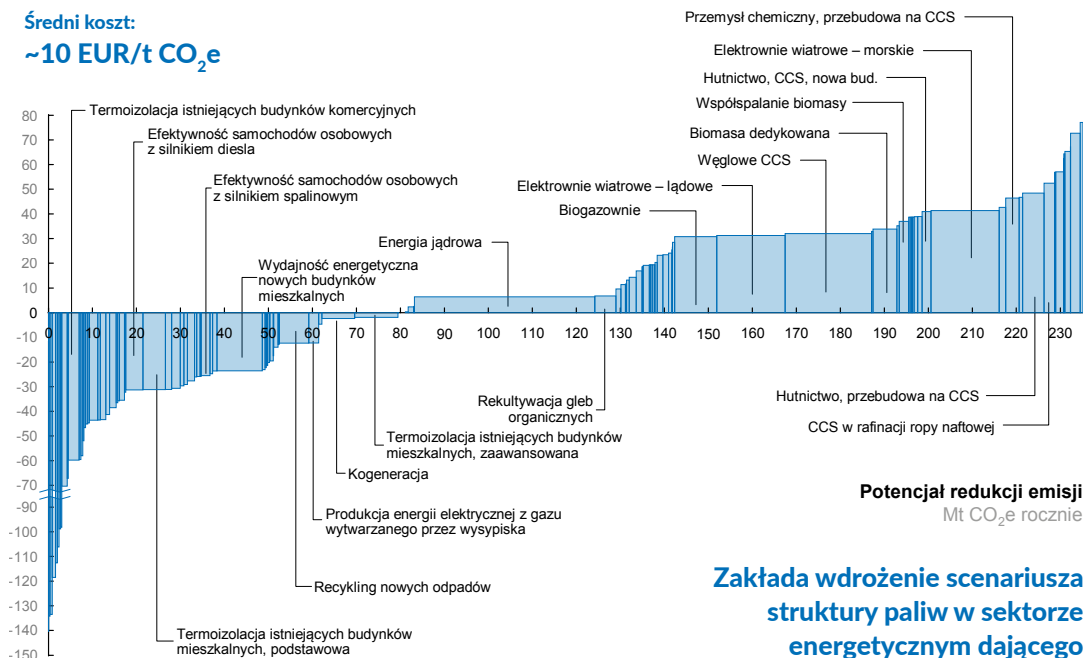 Średni koszt:
~10 EUR/t CO₂e
Przemysł chemiczny, przebudowa na CCS
Elektrownie wiatrowe – morskie
Hutnictwo, CCS, nowa bud.
Współspalanie biomasy
Biomasa dedykowana
Węglowe CCS
Elektrownie wiatrowe – lądowe
Biogazownie
Energia jądrowa
Termoizolacja istniejących budynków komercyjnych
Efektywność samochodów osobowych
z silnikiem diesla
Efektywność samochodów osobowych
z silnikiem spalinowym
Wydajność energetyczna
nowych budynków
mieszkalnych
80
70
60
50
40
30
20
10
0
-10
-20
-30
-40
-50
-60
-70
-90
-100
-110
-120
-130
-140
-150
0 10 20 30 40 50 60 70 80 90 100 110 120 130 140 150 160 170 180 190 200 210 220 230
Rekultywacja gleb
organicznych
Termoizolacja istniejących budynków
mieszkalnych, zaawansowana
Kogeneracja
Produkcja energii elektrycznej z gazu
wytwarzanego przez wysypiska
Recykling nowych odpadów
Termoizolacja istniejących budynków
mieszkalnych, podstawowa
Hutnictwo, przebudowa na CCS
CCS w rafinacji ropy naftowej
Potencjał redukcji emisji
Mt CO₂e rocznie
Zakłada wdrożenie scenariusza
struktury paliw w sektorze
energetycznym dającego